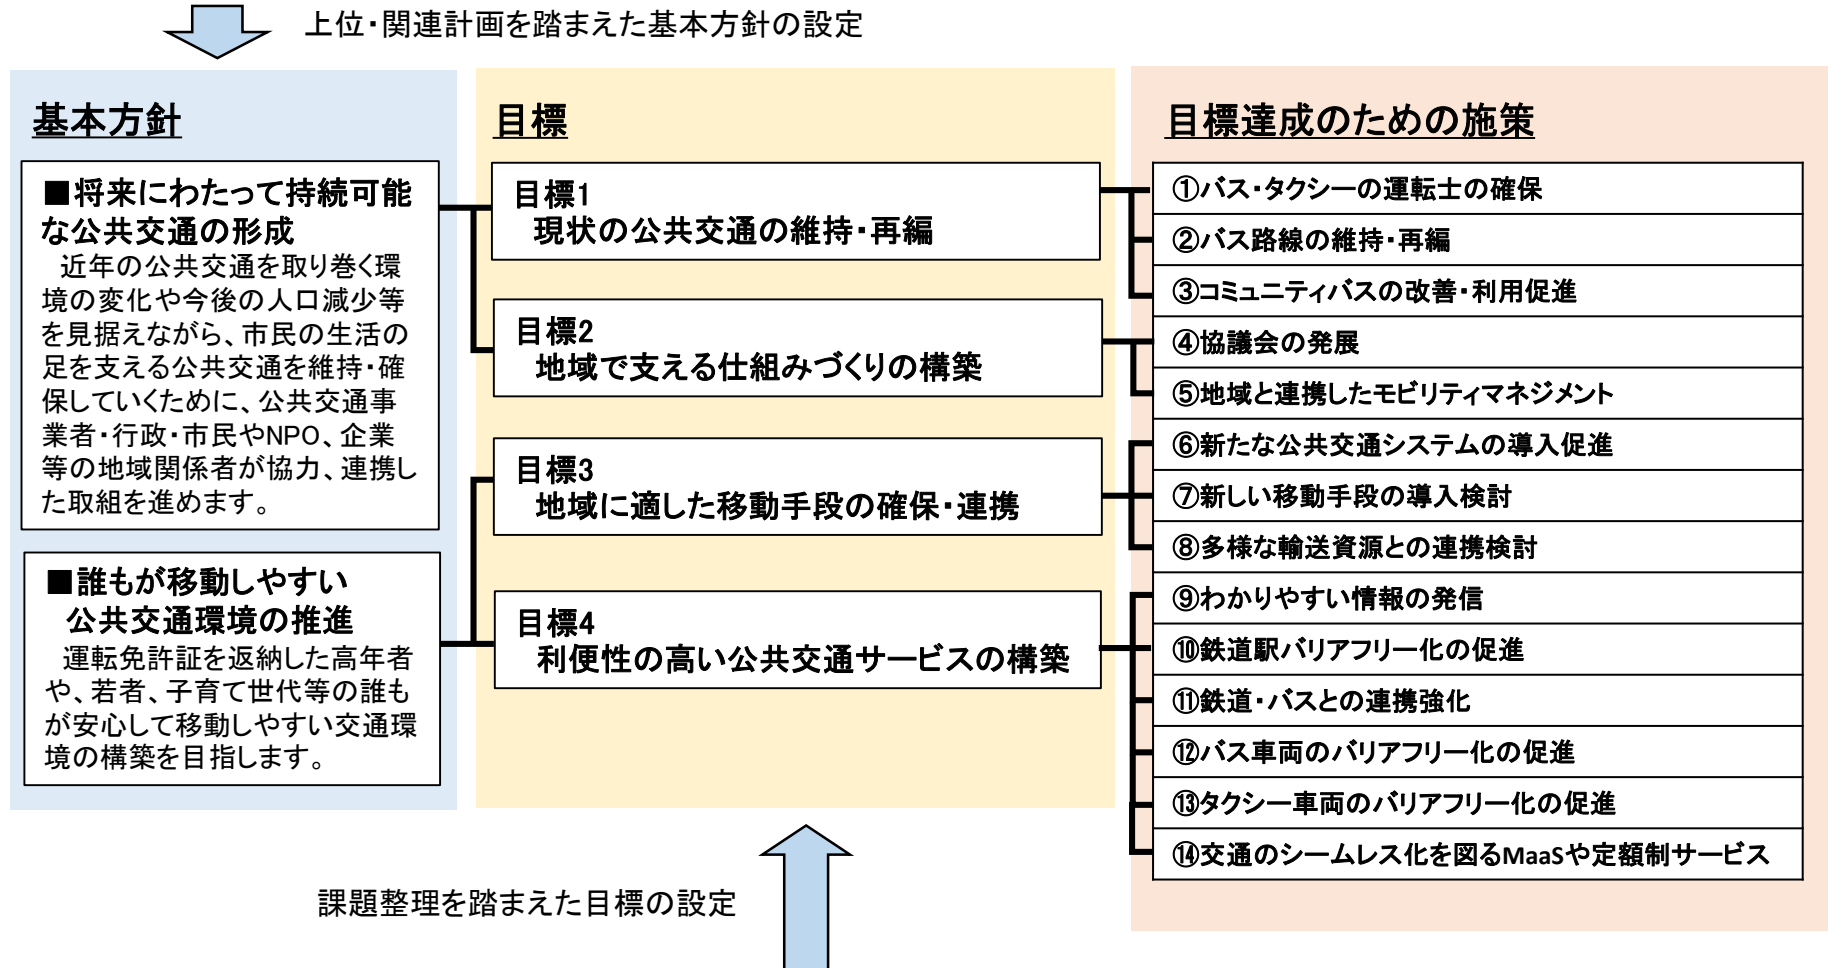 上位・関連計画を踏まえた基本方針の設定
基本方針
■将来にわたって持続可能
な公共交通の形成
近年の公共交通を取り巻く環
境の変化や今後の人口減少等
を見据えながら、市民の生活の
足を支える公共交通を維持・確
保していくために、公共交通事
業者・行政・市民やNPO、企業
等の地域関係者が協力、連携し
た取組を進めます。
■誰もが移動しやすい
公共交通環境の推進
運転免許証を返納した高年者
や、若者、子育て世代等の誰も
が安心して移動しやすい交通環
境の構築を目指します。
目標
目標1
現状の公共交通の維持・再編
目標2
地域で支える仕組みづくりの構築
目標3
地域に適した移動手段の確保・連携
目標4
利便性の高い公共交通サービスの構築
目標達成のための施策
①バス・タクシーの運転士の確保
②バス路線の維持・再編
③コミュニティバスの改善・利用促進
④協議会の発展
⑤地域と連携したモビリティマネジメント
⑥新たな公共交通システムの導入促進
⑦新しい移動手段の導入検討
⑧多様な輸送資源との連携検討
⑨わかりやすい情報の発信
⑩鉄道駅バリアフリー化の促進
⑪鉄道・バスとの連携強化
⑫バス車両のバリアフリー化の促進
⑬タクシー車両のバリアフリー化の促進
⑭交通のシームレス化を図るMaaSや定額制サービス
課題整理を踏まえた目標の設定